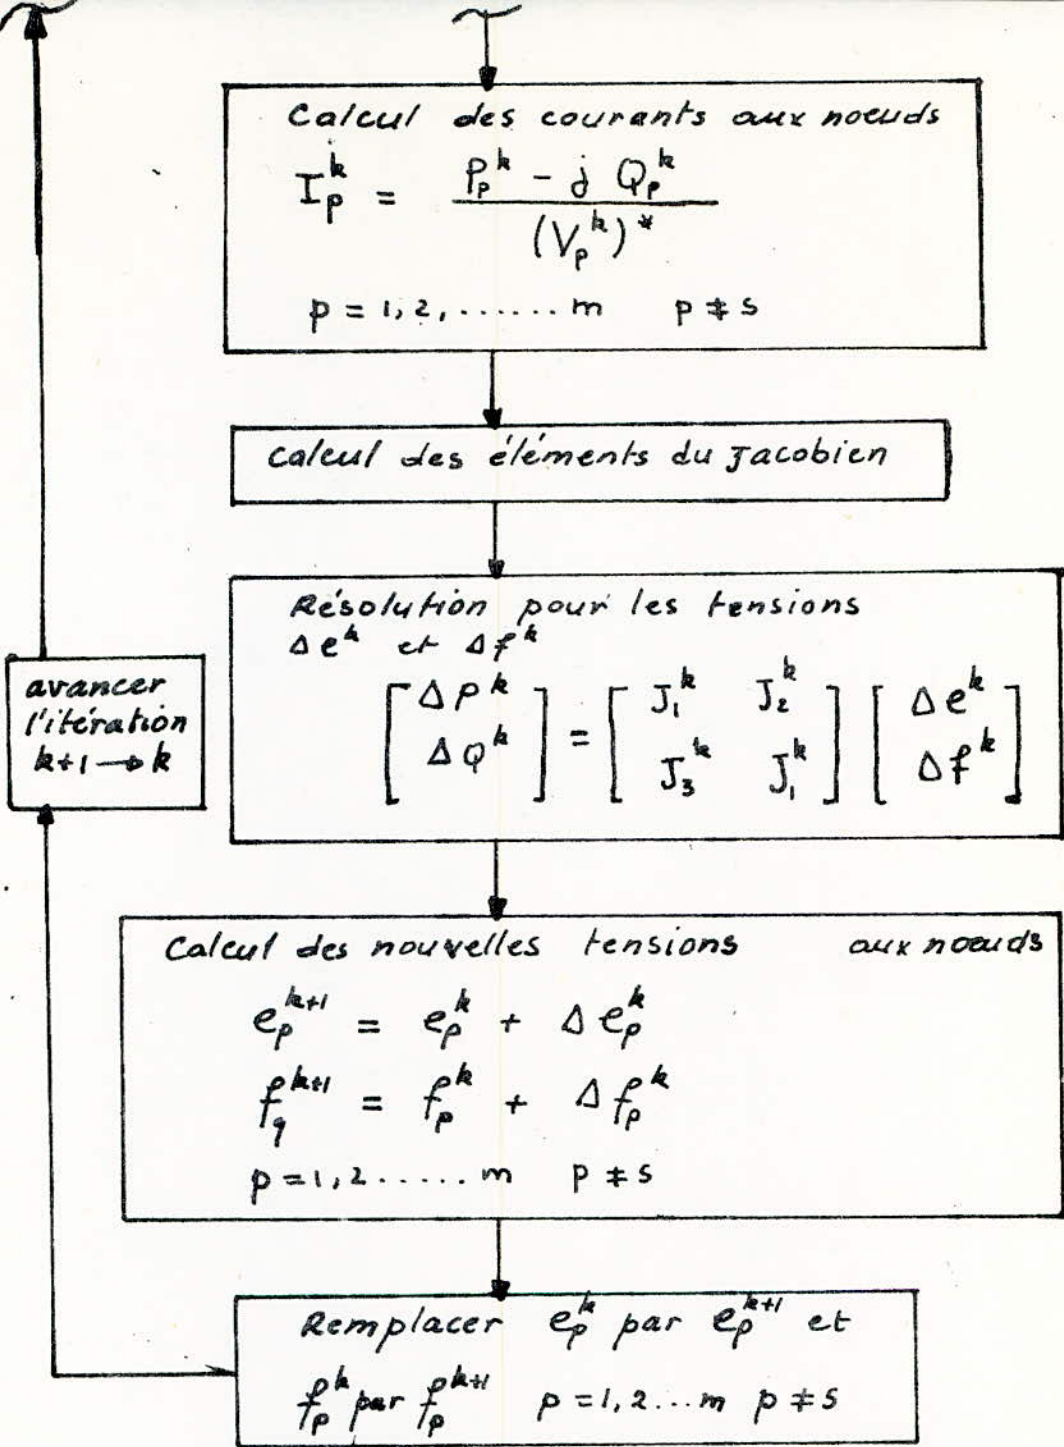 Calcul des courants aux noeuds
I_p^k = (P_p^k - j Q_p^k) / (V_p^k)*
p = 1, 2, ....... m p ≠ s
Calcul des éléments du Jacobien
Résolution pour les tensions
Δe^k et Δf^k
[ΔP^k] = [J_1^k J_2^k] [Δe^k]
[ΔQ^k] [J_3^k J_1^k] [Δf^k]
avancer
l'itération
k+1 → k
Calcul des nouvelles tensions aux noeuds
e_p^{k+1} = e_p^k + Δe_p^k
f_q^{k+1} = f_p^k + Δf_p^k
p = 1, 2 ...... m p ≠ s
Remplacer e_p^k par e_p^{k+1} et
f_p^k par f_p^{k+1} p = 1, 2 ... m p ≠ s